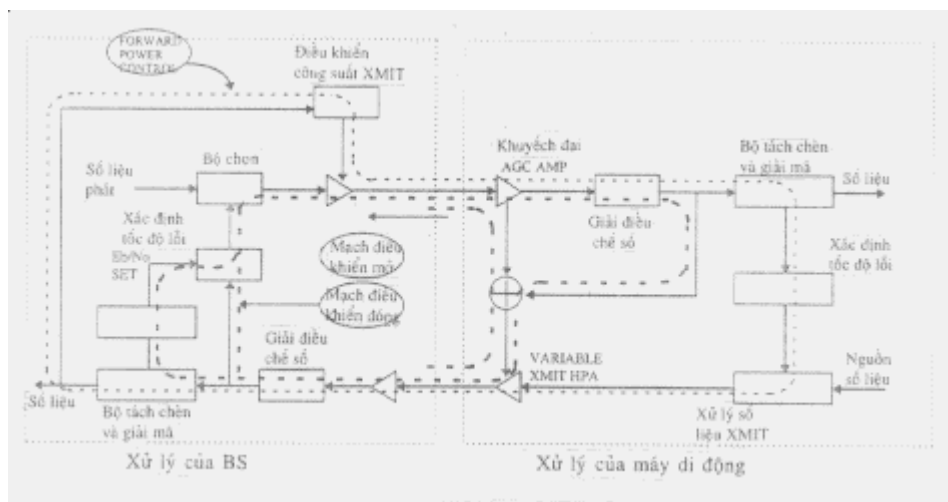 FORWARD
POWER
CONTROL
Điều khiển
công suất XMIT
Số liệu
phát
Bộ chọn
Xác định
tốc độ lỗi
Eb/No
SET
Mạch điều
khiển mở
Mạch điều
khiển đóng
Giải điều
chế số
Số liệu
Bộ tách chèn
và giải mã
Xử lý của BS
Khuyếch đại
AGC AMP
Giải điều
chế số
Bộ tách chèn
và giải mã
Số liệu
Xác định
tốc độ lỗi
VARIABLE
XMIT HPA
Nguồn
số liệu
Xử lý số
liệu XMIT
Xử lý của máy di động